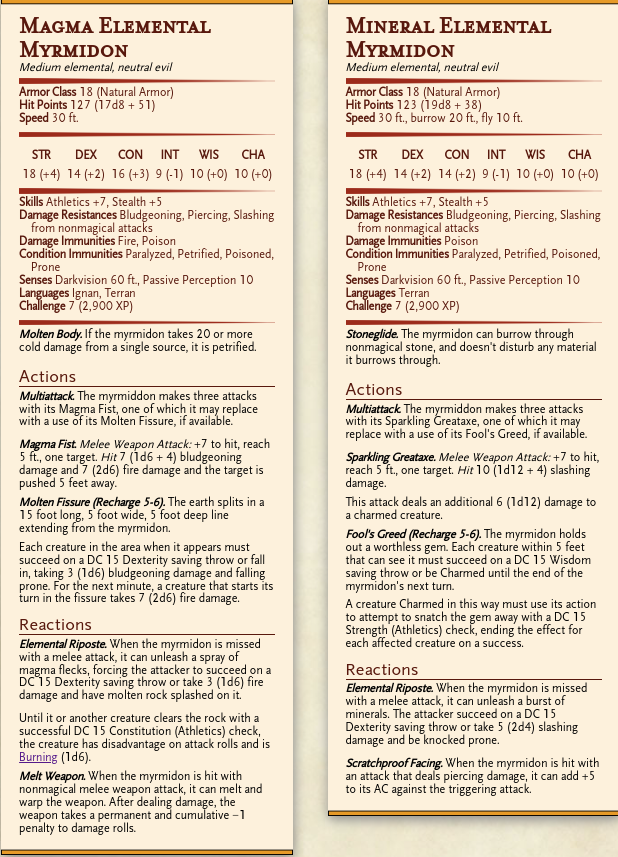 Magma Elemental
Myrmidon
Medium elemental, neutral evil
Armor Class 18 (Natural Armor)
Hit Points 127 (17d8 + 51)
Speed 30 ft.
STR DEX CON INT WIS CHA
18 (+4) 14 (+2) 16 (+3) 9 (-1) 10 (+0) 10 (+0)
Skills Athletics +7, Stealth +5
Damage Resistances Bludgeoning, Piercing, Slashing
from nonmagical attacks
Damage Immunities Fire, Poison
Condition Immunities Paralyzed, Petrified, Poisoned,
Prone
Senses Darkvision 60 ft., Passive Perception 10
Languages Ignan, Terran
Challenge 7 (2,900 XP)
Molten Body. If the myrmidon takes 20 or more
cold damage from a single source, it is petrified.
Actions
Multiattack. The myrmiddon makes three attacks
with its Magma Fist, one of which it may replace
with a use of its Molten Fissure, if available.
Magma Fist. Melee Weapon Attack: +7 to hit, reach
5 ft., one target. Hit 7 (1d6 + 4) bludgeoning
damage and 7 (2d6) fire damage and the target is
pushed 5 feet away.
Molten Fissure (Recharge 5-6). The earth splits in a
15 foot long, 5 foot wide, 5 foot deep line
extending from the myrmidon.
Each creature in the area when it appears must
succeed on a DC 15 Dexterity saving throw or fall
in, taking 3 (1d6) bludgeoning damage and falling
prone. For the next minute, a creature that starts its
turn in the fissure takes 7 (2d6) fire damage.
Reactions
Elemental Riposte. When the myrmidon is missed
with a melee attack, it can unleash a spray of
magma flecks, forcing the attacker to succeed on a
DC 15 Dexterity saving throw or take 3 (1d6) fire
damage and have molten rock splashed on it.
Until it or another creature clears the rock with a
successful DC 15 Constitution (Athletics) check,
the creature has disadvantage on attack rolls and is
Burning (1d6).
Melt Weapon. When the myrmidon is hit with
nonmagical melee weapon attack, it can melt and
warp the weapon. After dealing damage, the
weapon takes a permanent and cumulative −1
penalty to damage rolls.
Mineral Elemental
Myrmidon
Medium elemental, neutral evil
Armor Class 18 (Natural Armor)
Hit Points 123 (19d8 + 38)
Speed 30 ft., burrow 20 ft., fly 10 ft.
STR DEX CON INT WIS CHA
18 (+4) 14 (+2) 14 (+2) 9 (-1) 10 (+0) 10 (+0)
Skills Athletics +7, Stealth +5
Damage Resistances Bludgeoning, Piercing, Slashing
from nonmagical attacks
Damage Immunities Poison
Condition Immunities Paralyzed, Petrified, Poisoned,
Prone
Senses Darkvision 60 ft., Passive Perception 10
Languages Terran
Challenge 7 (2,900 XP)
Stoneglide. The myrmidon can burrow through
nonmagical stone, and doesn't disturb any material
it burrows through.
Actions
Multiattack. The myrmiddon makes three attacks
with its Sparkling Greataxe, one of which it may
replace with a use of its Fool's Greed, if available.
Sparkling Greataxe. Melee Weapon Attack: +7 to hit,
reach 5 ft., one target. Hit 10 (1d12 + 4) slashing
damage.
This attack deals an additional 6 (1d12) damage to
a charmed creature.
Fool's Greed (Recharge 5-6). The myrmidon holds
out a worthless gem. Each creature within 5 feet
that can see it must succeed on a DC 15 Wisdom
saving throw or be Charmed until the end of the
myrmidon's next turn.
A creature Charmed in this way must use its action
to attempt to snatch the gem away with a DC 15
Strength (Athletics) check, ending the effect for
each affected creature on a success.
Reactions
Elemental Riposte. When the myrmidon is missed
with a melee attack, it can unleash a burst of
minerals. The attacker succeed on a DC 15
Dexterity saving throw or take 5 (2d4) slashing
damage and be knocked prone.
Scratchproof Facing. When the myrmidon is hit with
an attack that deals piercing damage, it can add +5
to its AC against the triggering attack.